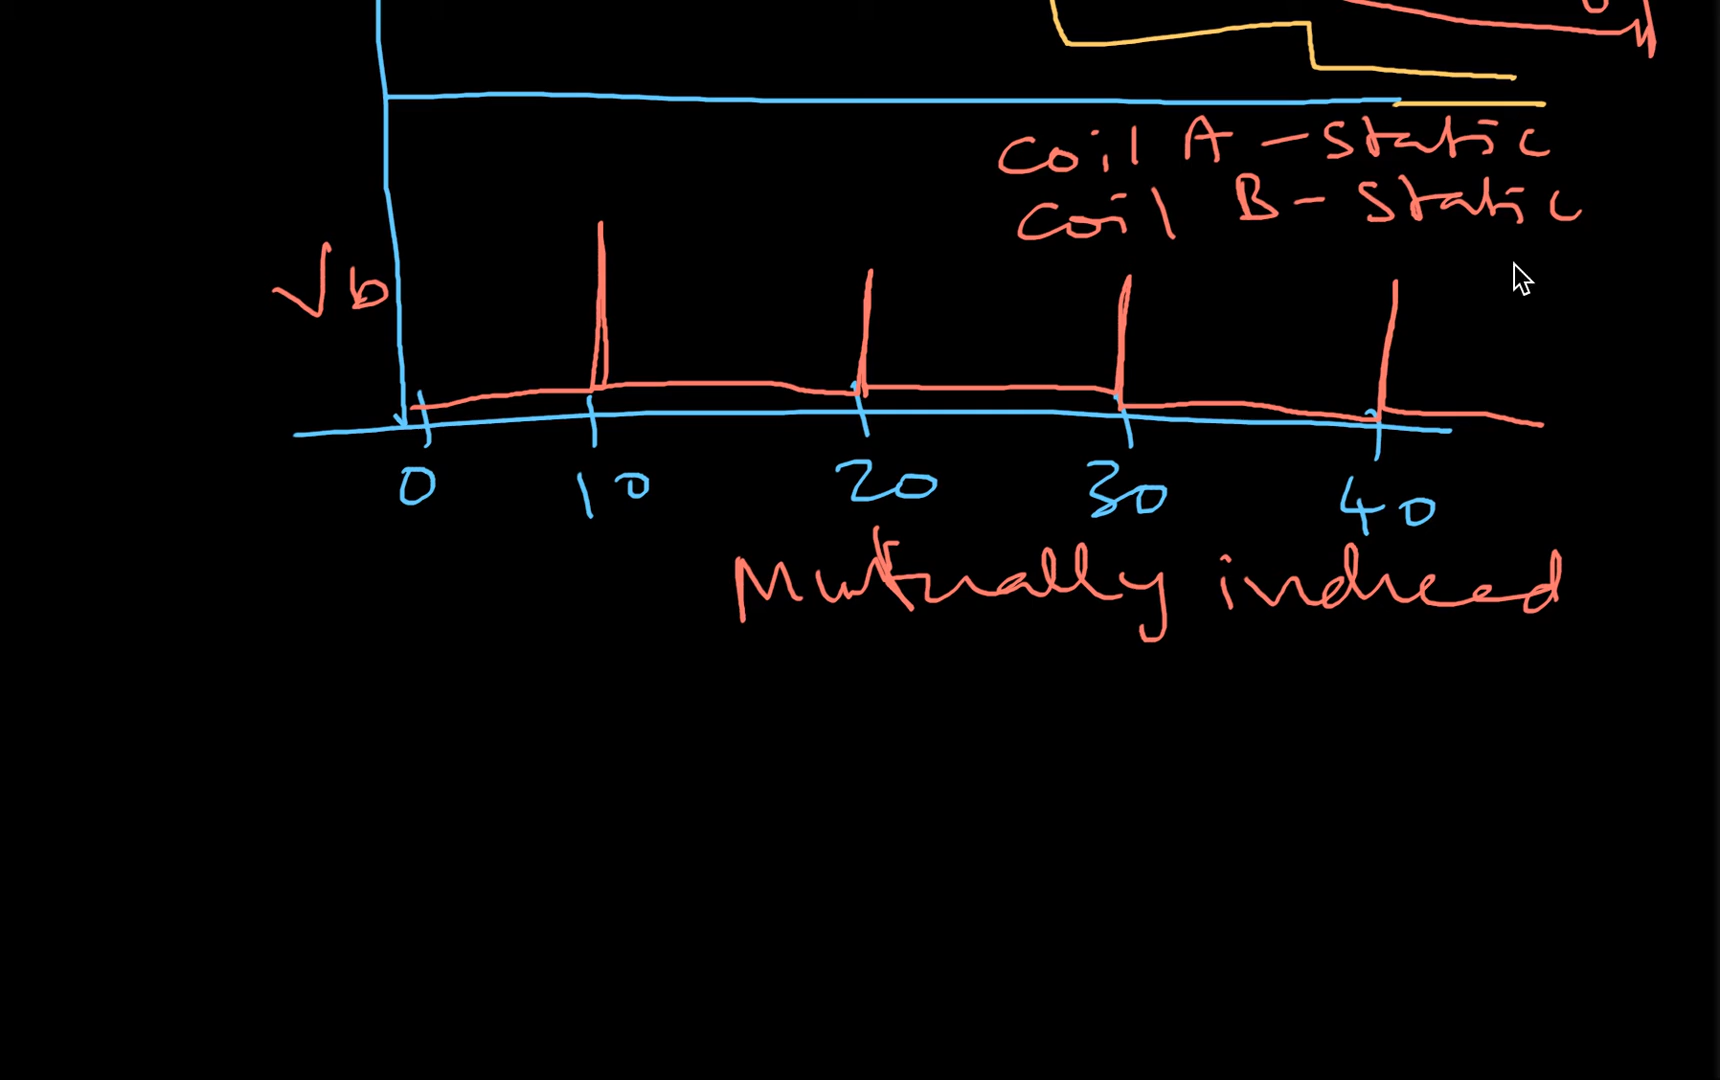 Coil A - Static
Coil B - Static
Vb
0 10 20 30 40
Mutually induced